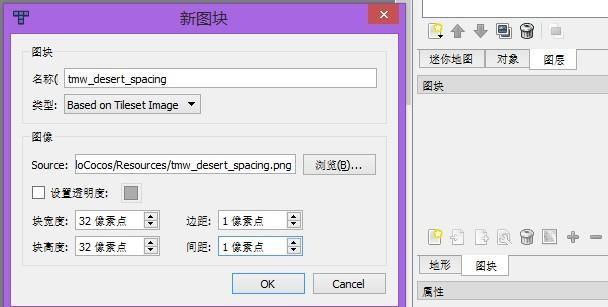 新图块
图块
名称(
tmw_desert_spacing
类型:
Based on Tileset Image
图像
Source:
loCocos/Resources/tmw_desert_spacing.png
浏览(B)...
设置透明度:
块宽度:
32 像素点
边距:
1 像素点
块高度:
32 像素点
间距:
1 像素点
OK
Cancel
迷你地图
对象
图层
图块
地形
图块
属性